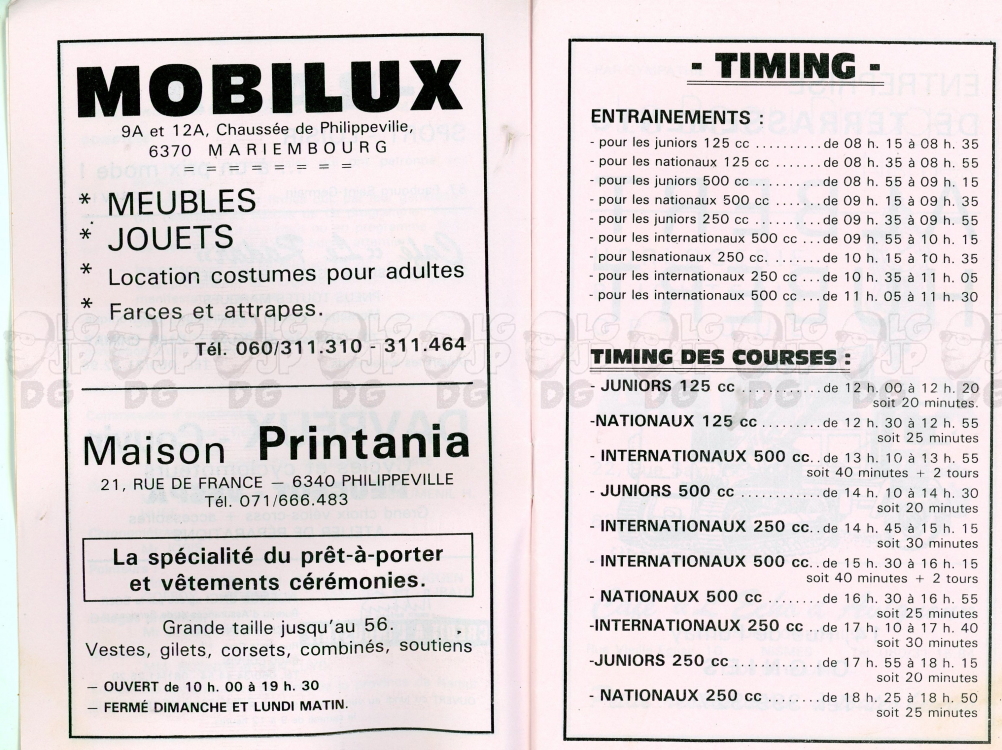 MOBILUX
9A et 12A, Chaussée de Philippeville,
6370 MARIEMBOURG
= = = = = = = = =
* MEUBLES
* JOUETS
* Location costumes pour adultes
* Farces et attrapes.
Tél. 060/311.310 - 311.464
Maison Printania
21, RUE DE FRANCE — 6340 PHILIPPEVILLE
Tél. 071/666.483
La spécialité du prêt-à-porter
et vêtements cérémonies.
Grande taille jusqu'au 56.
Vestes, gilets, corsets, combinés, soutiens
— OUVERT de 10 h. 00 à 19 h. 30
— FERMÉ DIMANCHE ET LUNDI MATIN.
- TIMING -
ENTRAINEMENTS :
- pour les juniors 125 cc ..........de 08 h. 15 à 08 h. 35
- pour les nationaux 125 cc .......de 08 h. 35 à 08 h. 55
- pour les juniors 500 cc ..........de 08 h. 55 à 09 h. 15
- pour les nationaux 500 cc .......de 09 h. 15 à 09 h. 35
- pour les juniors 250 cc ..........de 09 h. 35 à 09 h. 55
- pour les internationaux 500 cc ...de 09 h. 55 à 10 h. 15
- pour lesnationaux 250 cc. .......de 10 h. 15 à 10 h. 35
- pour les internationaux 250 cc ...de 10 h. 35 à 11 h. 05
- pour les internationaux 500 cc ...de 11 h. 05 à 11 h. 30
TIMING DES COURSES :
- JUNIORS 125 cc ............de 12 h. 00 à 12 h. 20
soit 20 minutes.
-NATIONAUX 125 cc .........de 12 h. 30 à 12 h. 55
soit 25 minutes
- INTERNATIONAUX 500 cc..de 13 h. 10 à 13 h. 55
soit 40 minutes + 2 tours
- JUNIORS 500 cc ............de 14 h. 10 à 14 h. 30
soit 20 minutes
- INTERNATIONAUX 250 cc..de 14 h. 45 à 15 h. 15
soit 30 minutes
- INTERNATIONAUX 500 cc..de 15 h. 30 à 16 h. 15
soit 40 minutes + 2 tours
- NATIONAUX 500 cc ........de 16 h. 30 à 16 h. 55
soit 25 minutes
-INTERNATIONAUX 250 cc ..de 17 h. 10 à 17 h. 40
soit 30 minutes
-JUNIORS 250 cc .............de 17 h. 55 à 18 h. 15
soit 20 minutes
- NATIONAUX 250 cc........de 18 h. 25 à 18 h. 50
soit 25 minutes